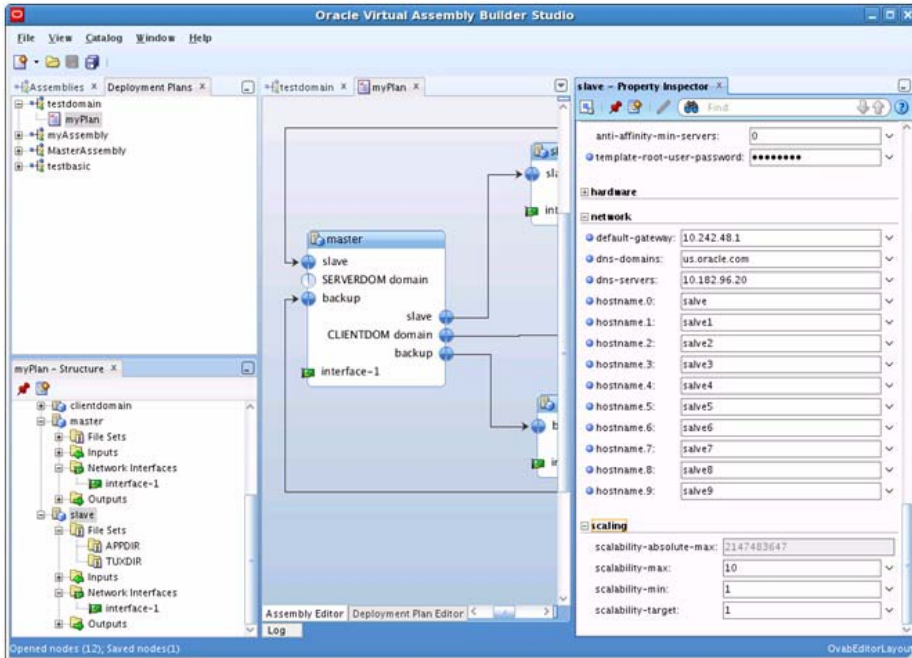 Oracle Virtual Assembly Builder Studio
File View Catalog Window Help
Assemblies Deployment Plans
testdomain
myPlan
myAssembly
MasterAssembly
testbasic
myPlan - Structure
clientdomain
master
File Sets
Inputs
Network Interfaces
interface-1
Outputs
slave
File Sets
APPDIR
TUXDIR
Inputs
Network Interfaces
interface-1
Outputs
testdomain myPlan
master
slave
SERVERDOM domain
backup
slave
CLIENTDOM domain
backup
interface-1
sl
sla
int
b
in
Assembly Editor Deployment Plan Editor
Log
slave - Property Inspector
Find
anti-affinity-min-servers: 0
template-root-user-password: ••••••••
hardware
network
default-gateway: 10.242.48.1
dns-domains: us.oracle.com
dns-servers: 10.182.96.20
hostname.0: salve
hostname.1: salve1
hostname.2: salve2
hostname.3: salve3
hostname.4: salve4
hostname.5: salve5
hostname.6: salve6
hostname.7: salve7
hostname.8: salve8
hostname.9: salve9
scaling
scalability-absolute-max: 2147483647
scalability-max: 10
scalability-min: 1
scalability-target: 1
Opened nodes (12); Saved nodes(1)
OvabEditorLayout